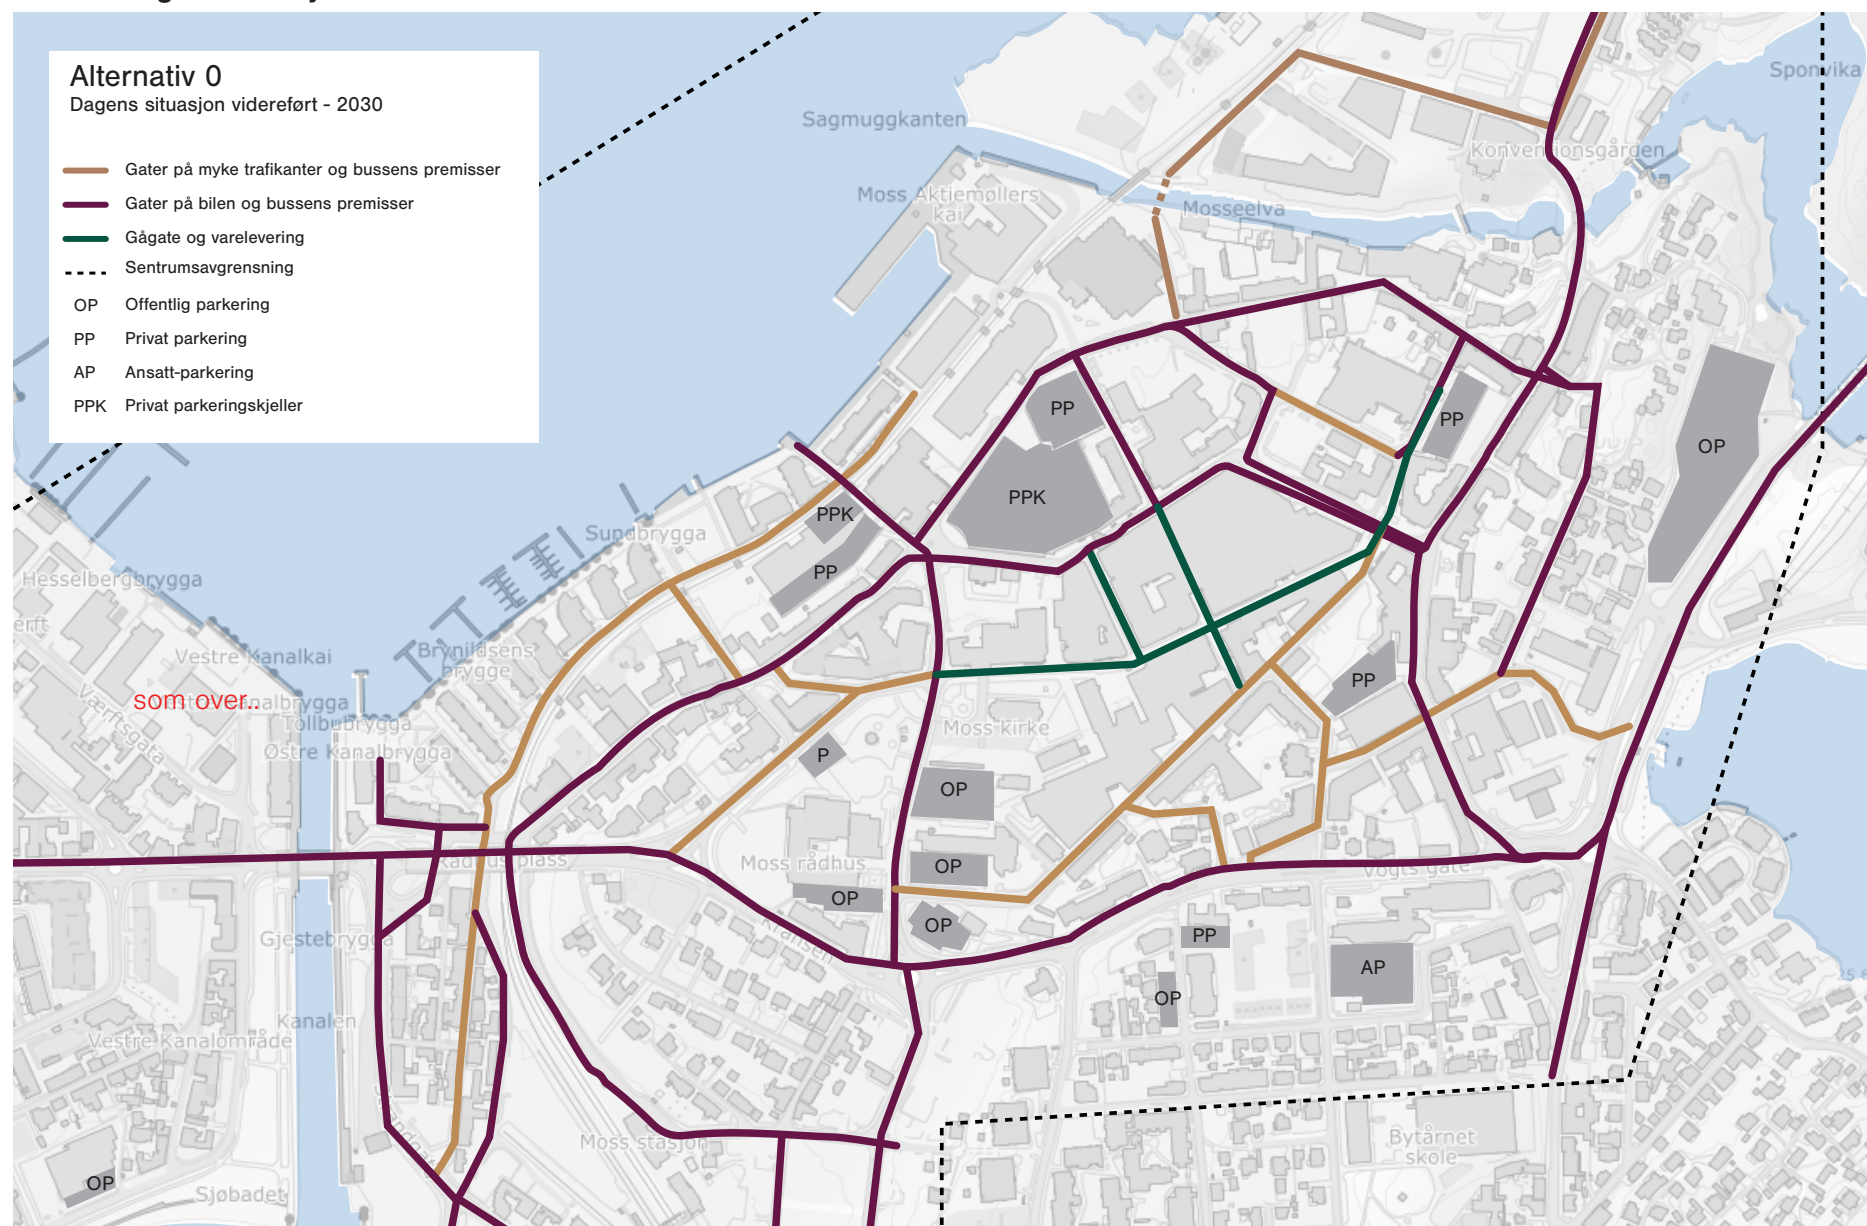 Alternativ 0
Dagens situasjon videreført - 2030
Gater på myke trafikanter og bussens premisser
Gater på bilen og bussens premisser
Gågate og varelevering
Sentrumsavgrensning
OP Offentlig parkering
PP Privat parkering
AP Ansatt-parkering
PPK Privat parkeringskjeller
Sponvika
Sagmuggkanten
Konventionsgården
Moss Aktiemøllers
kai
Mosseelva
PP
PP
OP
PPK
PPK
Sundbrygga
PP
Hesselbergbrygga
Brynildsens
brygge
Vestre Kanalkai
PP
som over..
Værftsgata
Tollbubrygga
Moss kirke
Østre Kanalbrygga
P
OP
Moss rådhus
OP
Vogts gate
OP
OP
Kransen
PP
Gjestebrygga
AP
OP
Kanalen
Vestre Kanalområde
Moss stasjon
Bytårnet
skole
OP
Sjøbadet